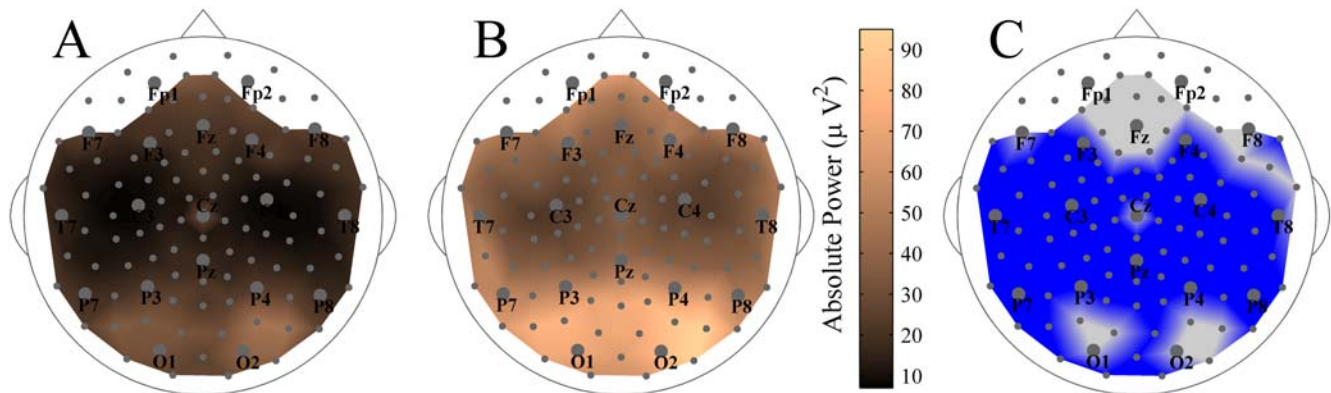 A
Fp1 Fp2
F7 F3 Fz F4 F8
T7 C3 Cz C4 T8
Pz
P7 P3 P4 P8
O1 O2
B
Fp1 Fp2
F7 F3 Fz F4 F8
T7 C3 Cz C4 T8
Pz
P7 P3 P4 P8
O1 O2
Absolute Power (μ V²)
90
80
70
60
50
40
30
20
10
C
Fp1 Fp2
F7 F3 Fz F4 F8
T7 C3 Cz C4 T8
Pz
P7 P3 P4 P8
O1 O2